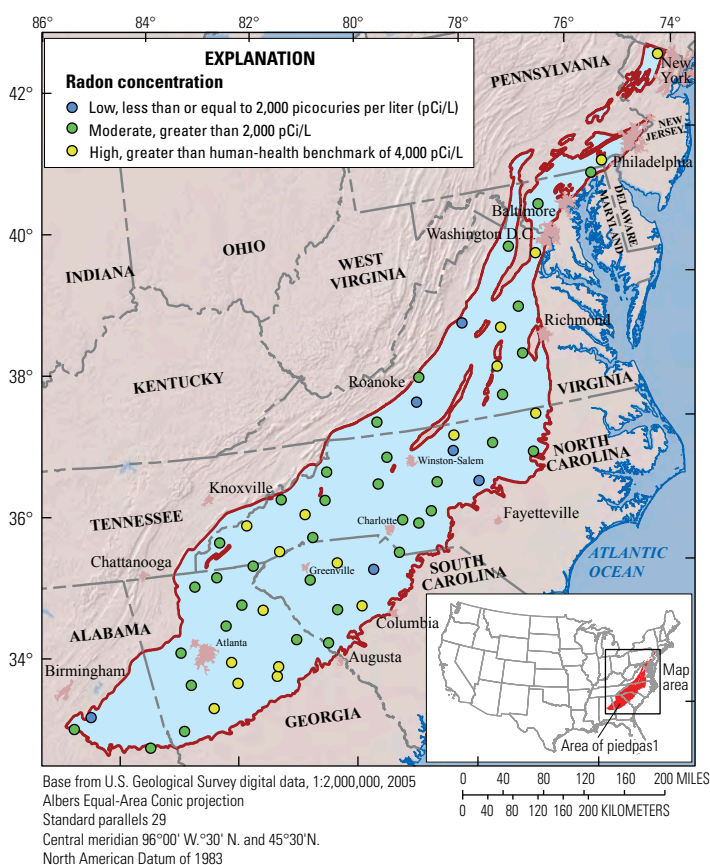 86°
84°
82°
80°
78°
76°
74°
EXPLANATION
Radon concentration
Low, less than or equal to 2,000 picocuries per liter (pCi/L)
Moderate, greater than 2,000 pCi/L
High, greater than human-health benchmark of 4,000 pCi/L
PENNSYLVANIA
New
York
42°
NEW
JERSEY
Philadelphia
Baltimore
DELAWARE
MARYLAND
Washington D.C.
40°
OHIO
INDIANA
WEST
VIRGINIA
Richmond
38°
KENTUCKY
Roanoke
VIRGINIA
NORTH
CAROLINA
Winston-Salem
Knoxville
36°
TENNESSEE
Charlotte
Fayetteville
Chattanooga
Greenville
SOUTH
CAROLINA
ATLANTIC
OCEAN
ALABAMA
Atlanta
Columbia
34°
Birmingham
Augusta
GEORGIA
Map
area
Area of piedpas1
0 40 80 120 160 200 MILES
0 40 80 120 160 200 KILOMETERS
Base from U.S. Geological Survey digital data, 1:2,000,000, 2005
Albers Equal-Area Conic projection
Standard parallels 29
Central meridian 96°00' W.°30' N. and 45°30'N.
North American Datum of 1983